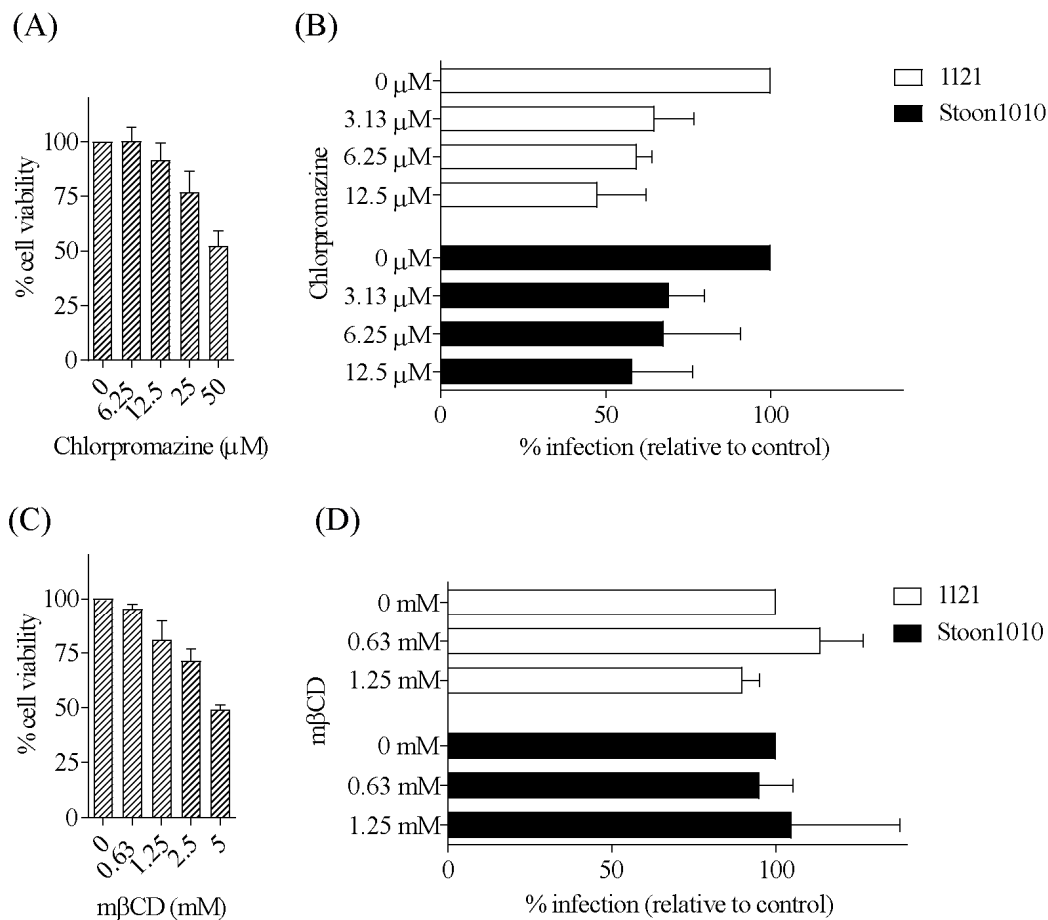 (A)
% cell viability
100
75
50
25
0
0
6.25
12.5
25
50
Chlorpromazine (μM)
(B)
Chlorpromazine
0 μM
3.13 μM
6.25 μM
12.5 μM
0 μM
3.13 μM
6.25 μM
12.5 μM
0
50
100
% infection (relative to control)
1121
Stoon1010
(C)
% cell viability
100
75
50
25
0
0
0.63
1.25
2.5
5
mβCD (mM)
(D)
mβCD
0 mM
0.63 mM
1.25 mM
0 mM
0.63 mM
1.25 mM
0
100
% infection (relative to control)
1121
Stoon1010